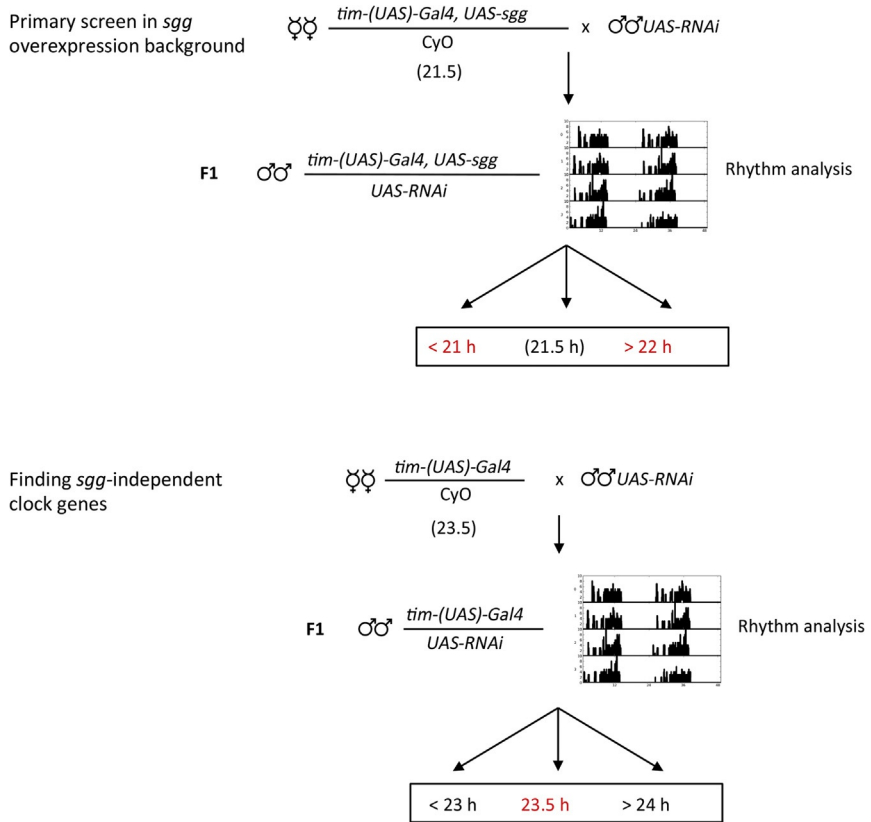 Primary screen in sgg
overexpression background
⚥⚥ tim-(UAS)-Gal4, UAS-sgg x ♂♂ UAS-RNAi
CyO
(21.5)
F1 ♂♂ tim-(UAS)-Gal4, UAS-sgg
UAS-RNAi
Rhythm analysis
< 21 h (21.5 h) > 22 h
Finding sgg-independent
clock genes
⚥⚥ tim-(UAS)-Gal4 x ♂♂ UAS-RNAi
CyO
(23.5)
F1 ♂♂ tim-(UAS)-Gal4
UAS-RNAi
Rhythm analysis
< 23 h 23.5 h > 24 h